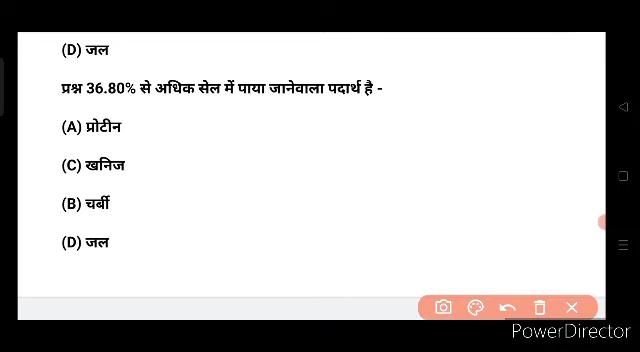 (D) जल
प्रश्न 36.80% से अधिक सेल में पाया जानेवाला पदार्थ है -
(A) प्रोटीन
(C) खनिज
(B) चर्बी
(D) जल
PowerDirector